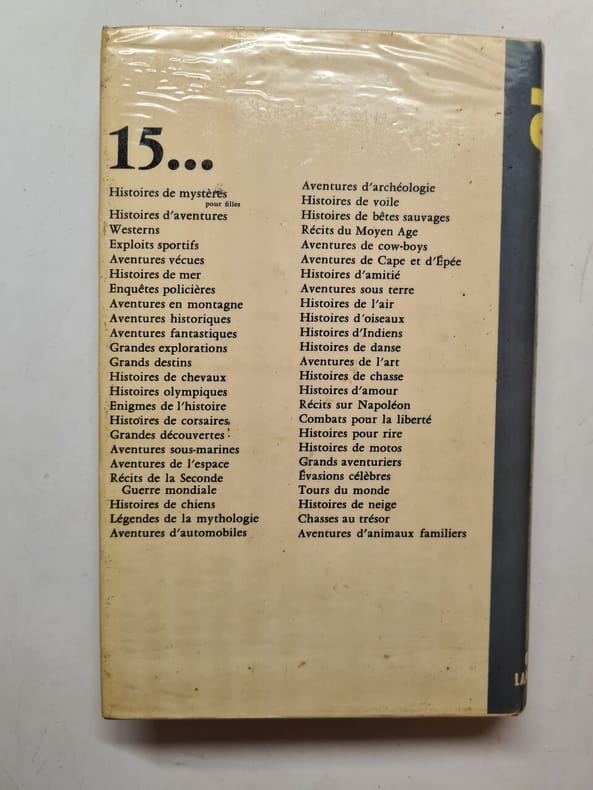 15...
Histoires de mystères
pour filles
Histoires d'aventures
Westerns
Exploits sportifs
Aventures vécues
Histoires de mer
Enquêtes policières
Aventures en montagne
Aventures historiques
Aventures fantastiques
Grandes explorations
Grands destins
Histoires de chevaux
Histoires olympiques
Enigmes de l'histoire
Histoires de corsaires
Grandes découvertes
Aventures sous-marines
Aventures de l'espace
Récits de la Seconde
Guerre mondiale
Histoires de chiens
Légendes de la mythologie
Aventures d'automobiles
Aventures d'archéologie
Histoires de voile
Histoires de bêtes sauvages
Récits du Moyen Age
Aventures de cow-boys
Aventures de Cape et d'Épée
Histoires d'amitié
Aventures sous terre
Histoires de l'air
Histoires d'oiseaux
Histoires d'Indiens
Histoires de danse
Aventures de l'art
Histoires de chasse
Histoires d'amour
Récits sur Napoléon
Combats pour la liberté
Histoires pour rire
Histoires de motos
Grands aventuriers
Évasions célèbres
Tours du monde
Histoires de neige
Chasses au trésor
Aventures d'animaux familiers